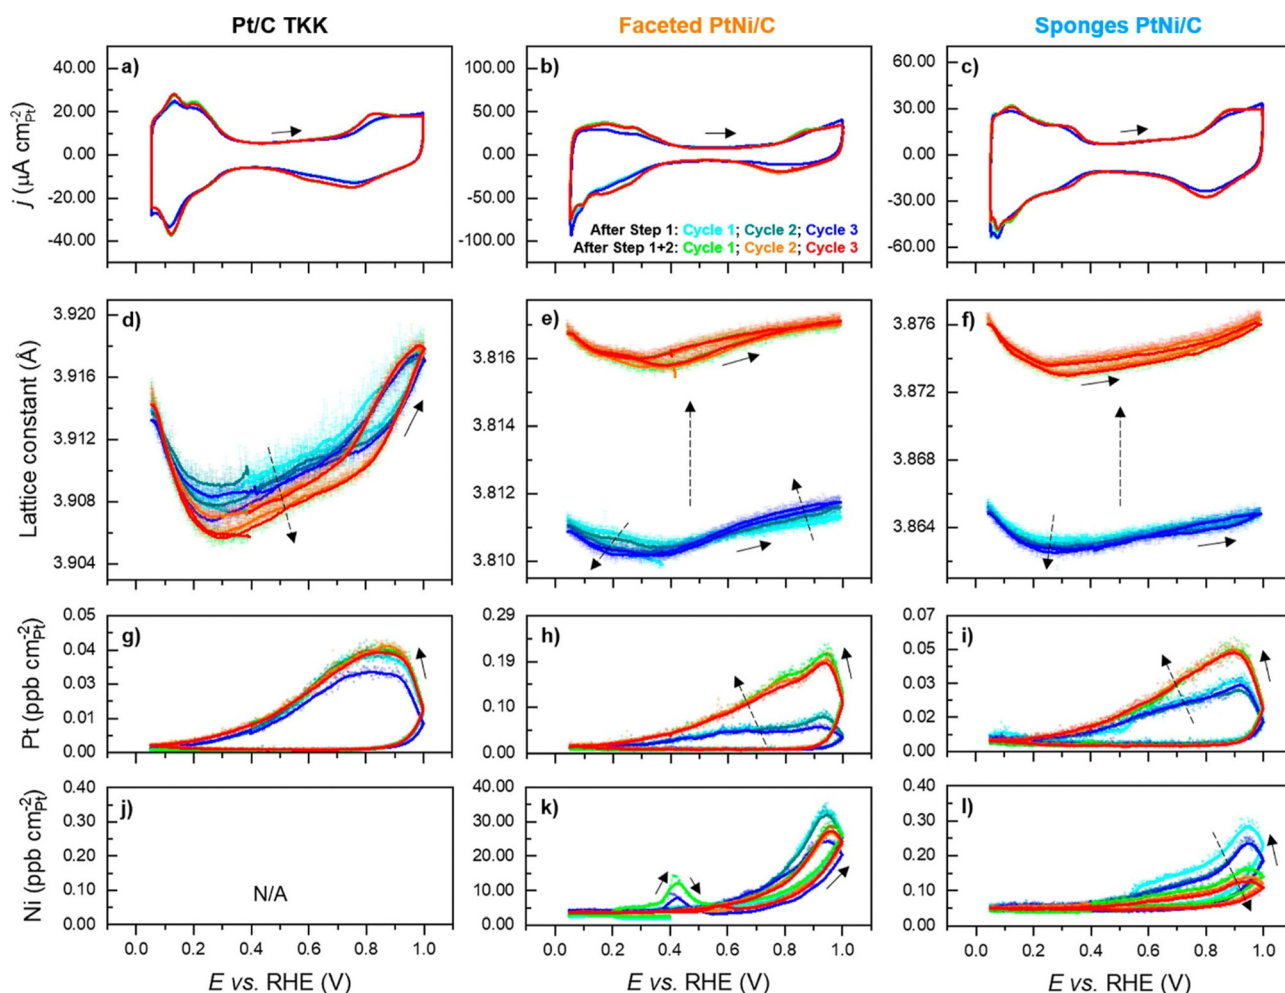 Pt/C TKK
Faceted PtNi/C
Sponges PtNi/C
j (μA cm⁻²Pt)
40.00
20.00
0.00
-20.00
-40.00
a)
100.00
50.00
0.00
-50.00
-100.00
b)
After Step 1: Cycle 1; Cycle 2; Cycle 3
After Step 1+2: Cycle 1; Cycle 2; Cycle 3
60.00
30.00
0.00
-30.00
-60.00
c)
Lattice constant (Å)
3.920
3.916
3.912
3.908
3.904
d)
3.816
3.814
3.812
3.810
e)
3.876
3.872
3.868
3.864
f)
Pt (ppb cm⁻²Pt)
0.05
0.04
0.03
0.01
0.00
g)
0.29
0.19
0.10
0.00
h)
0.07
0.05
0.03
0.02
0.00
i)
Ni (ppb cm⁻²Pt)
0.40
0.30
0.20
0.10
0.00
j)
N/A
40.00
30.00
20.00
10.00
0.00
k)
0.40
0.30
0.20
0.10
0.00
l)
0.0 0.2 0.4 0.6 0.8 1.0
0.0 0.2 0.4 0.6 0.8 1.0
0.0 0.2 0.4 0.6 0.8 1.0
E vs. RHE (V)
E vs. RHE (V)
E vs. RHE (V)